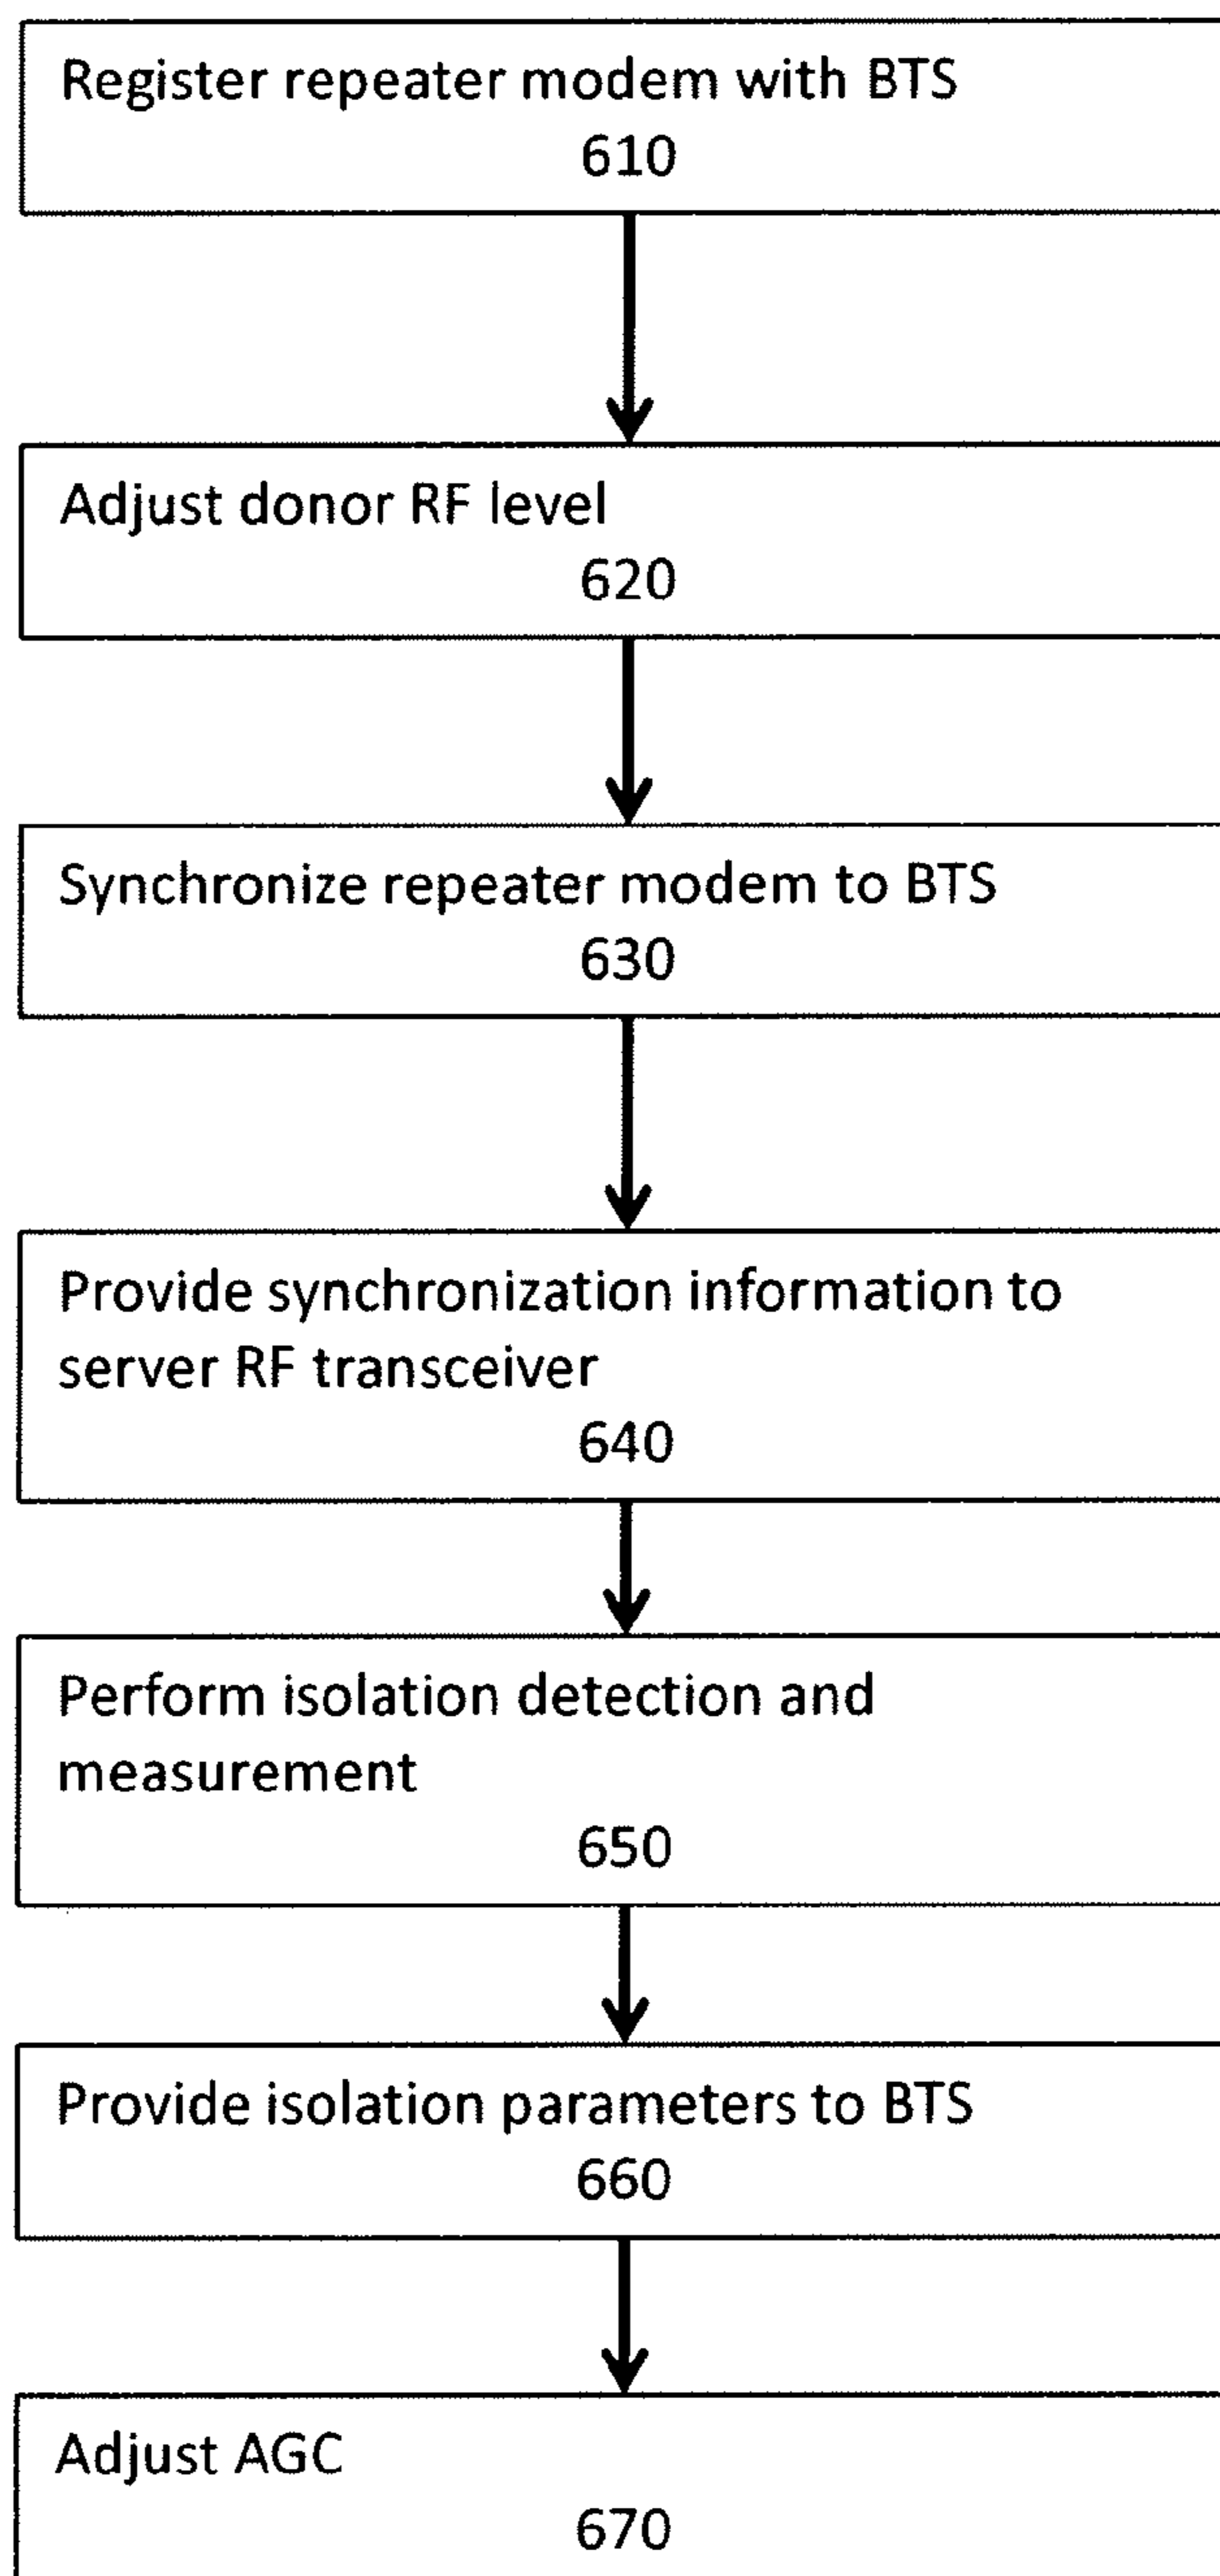 Register repeater modem with BTS
610
Adjust donor RF level
620
Synchronize repeater modem to BTS
630
Provide synchronization information to
server RF transceiver
640
Perform isolation detection and
measurement
650
Provide isolation parameters to BTS
660
Adjust AGC
670